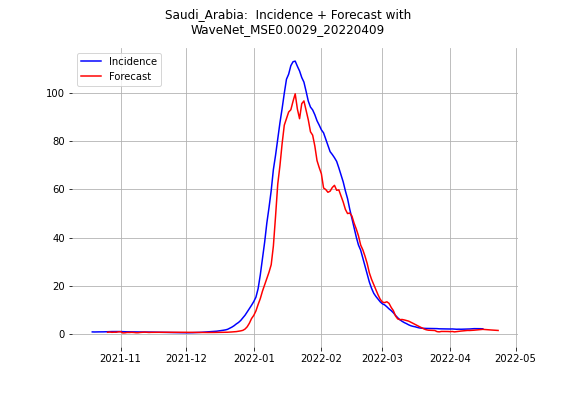 Saudi_Arabia:  Incidence + Forecast with
WaveNet_MSE0.0029_20220409
Incidence
Forecast
100
80
60
40
20
0
2021-11 2021-12 2022-01 2022-02 2022-03 2022-04 2022-05